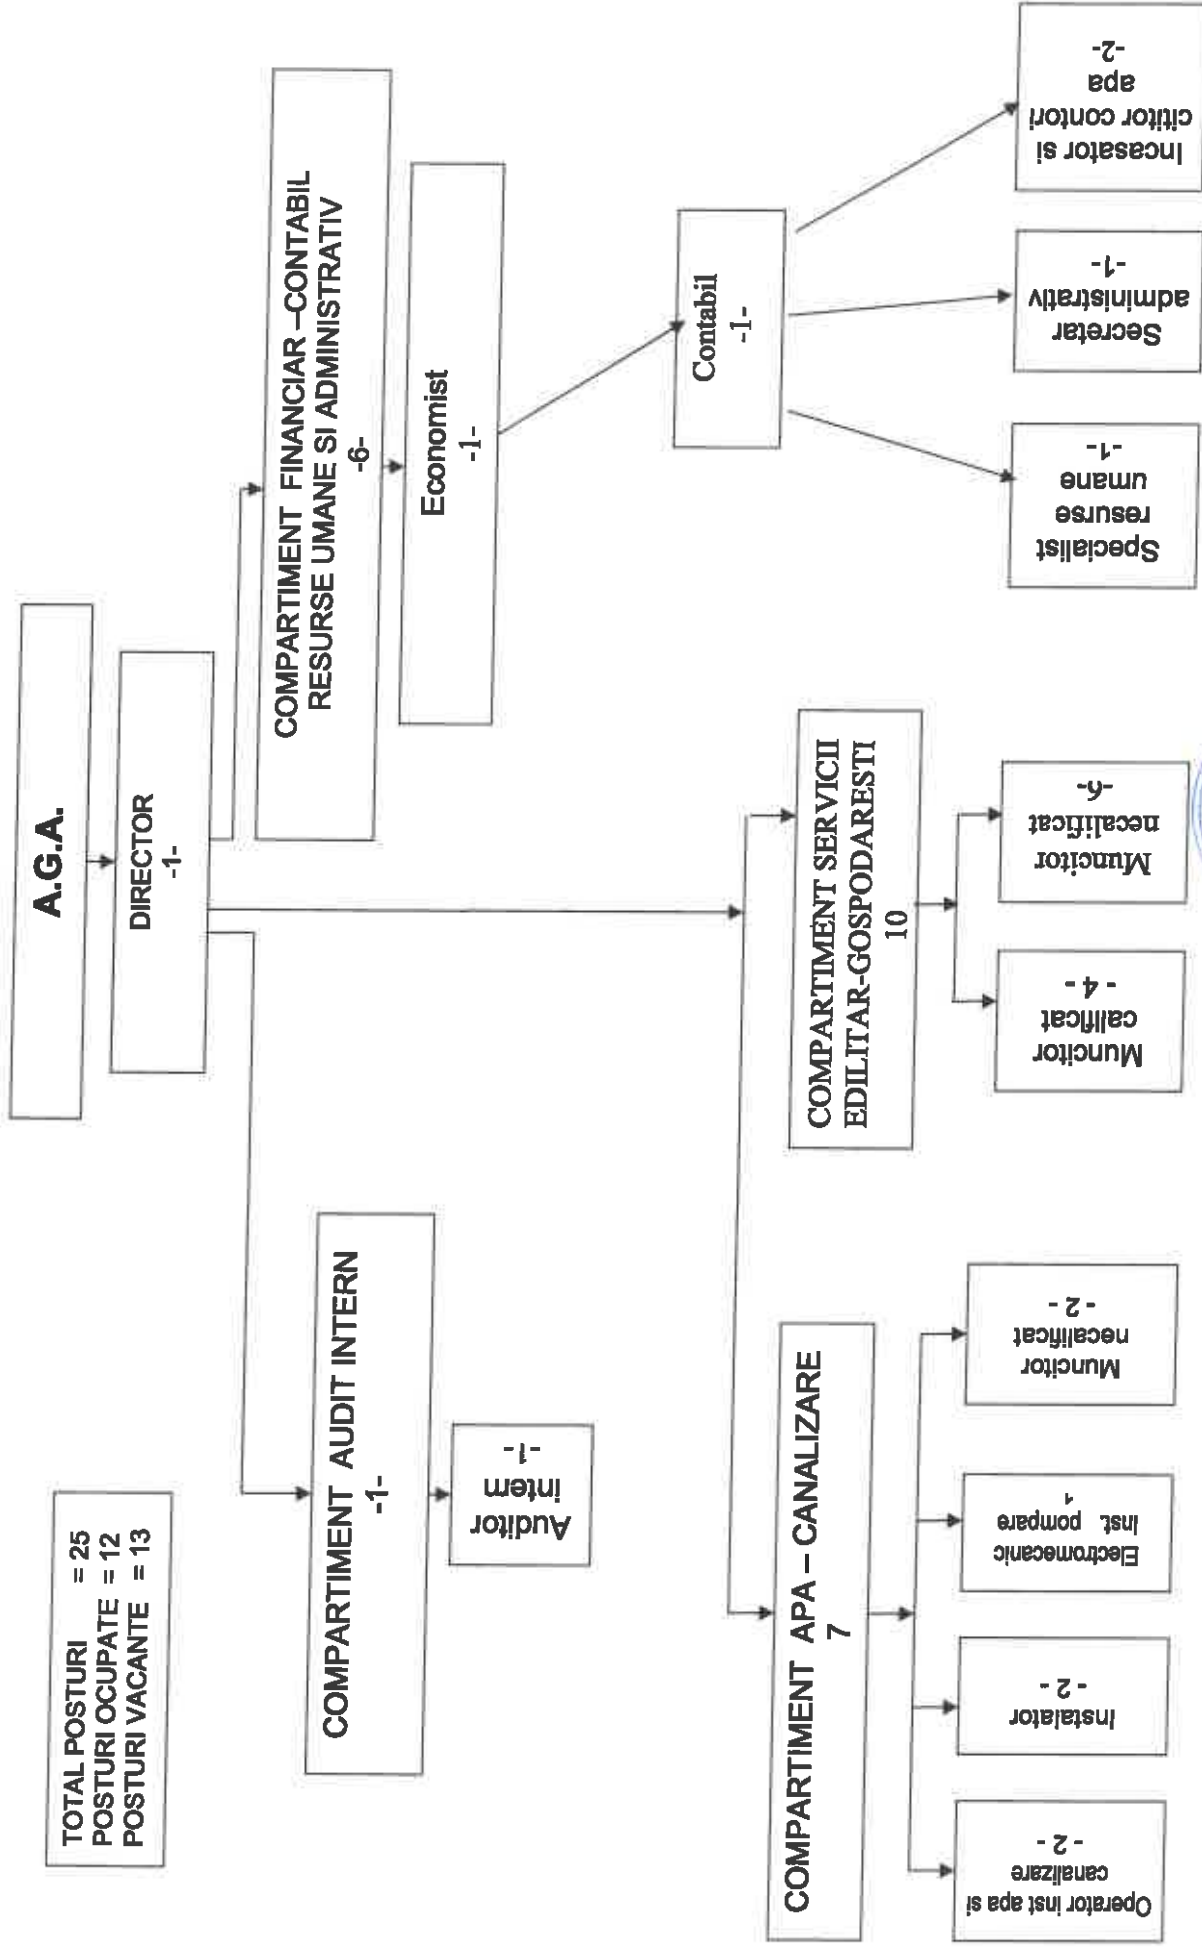 TOTAL POSTURI = 25
POSTURI OCUPATE = 12
POSTURI VACANTE = 13
A.G.A.
DIRECTOR
-1-
COMPARTIMENT AUDIT INTERN
-1-
Auditor
intern
-1-
COMPARTIMENT FINANCIAR –CONTABIL
RESURSE UMANE SI ADMINISTRATIV
-6-
Economist
-1-
Contabil
-1-
Specialist
resurse
umane
-1-
Secretar
administrativ
-1-
Incasator si
cititor contori
apa
-2-
COMPARTIMENT APA – CANALIZARE
7
Operator inst apa si
canalizare
- 2 -
Instalator
- 2 -
Electromecanic
Inst. pompare
1
Muncitor
necalificat
- 2 -
COMPARTIMENT SERVICII
EDILITAR-GOSPODARESTI
10
Muncitor
calificat
- 4 -
Muncitor
necalificat
-6-